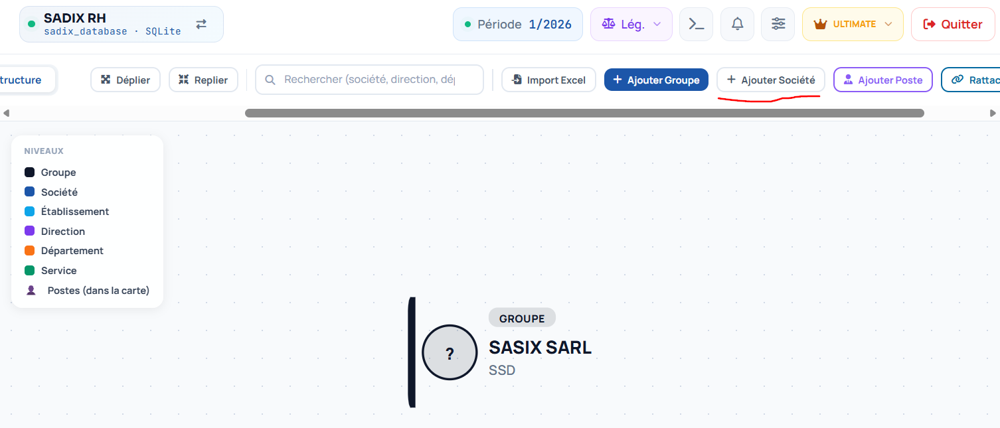 SADIX RH
sadix_database · SQLite
Période 1/2026
Lég.
ULTIMATE
Quitter
tructure
Déplier
Replier
Rechercher (société, direction, dép
Import Excel
+ Ajouter Groupe
+ Ajouter Société
Ajouter Poste
Rattac
NIVEAUX
Groupe
Société
Établissement
Direction
Département
Service
Postes (dans la carte)
GROUPE
?
SASIX SARL
SSD